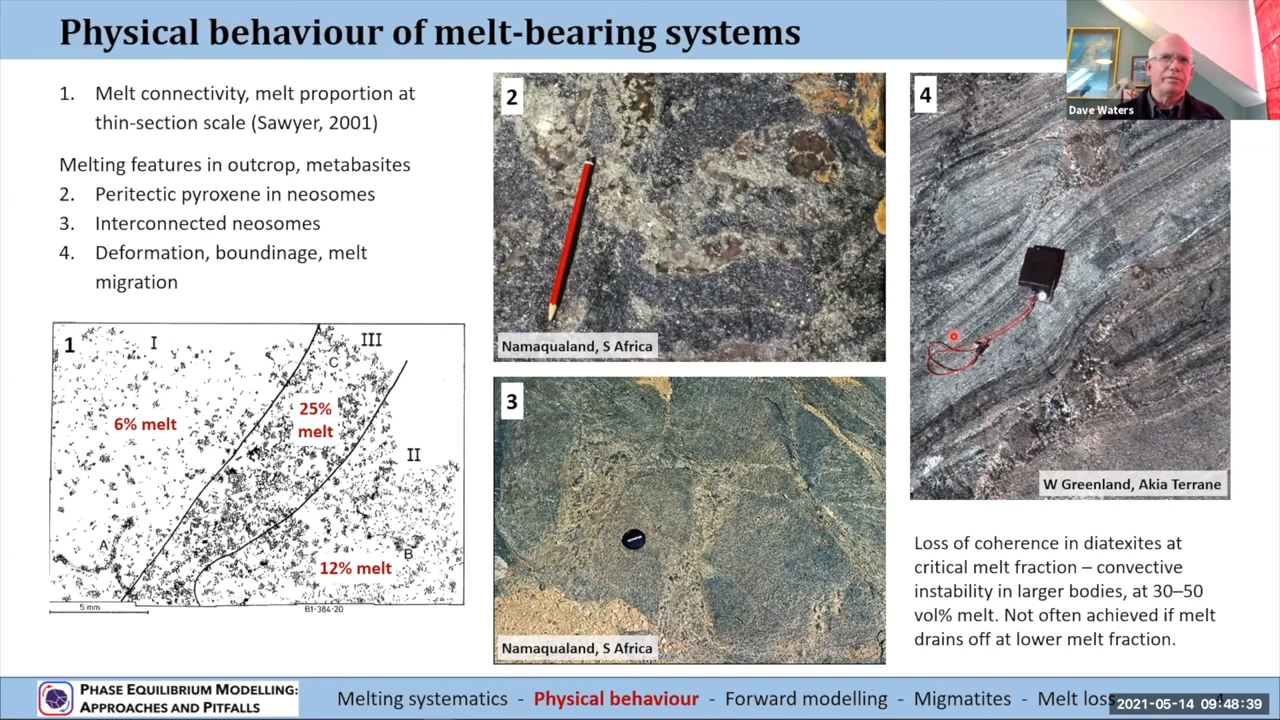 Physical behaviour of melt-bearing systems
Dave Waters
1. Melt connectivity, melt proportion at
thin-section scale (Sawyer, 2001)
Melting features in outcrop, metabasites
2. Peritectic pyroxene in neosomes
3. Interconnected neosomes
4. Deformation, boundinage, melt
migration
1
I
III
C
6% melt
25%
melt
II
A
B
12% melt
5 mm
B1-384-20
2
Namaqualand, S Africa
3
Namaqualand, S Africa
4
W Greenland, Akia Terrane
Loss of coherence in diatexites at
critical melt fraction – convective
instability in larger bodies, at 30–50
vol% melt. Not often achieved if melt
drains off at lower melt fraction.
PHASE EQUILIBRIUM MODELLING:
APPROACHES AND PITFALLS
Melting systematics - Physical behaviour - Forward modelling - Migmatites - Melt loss
2021-05-14 09:48:39